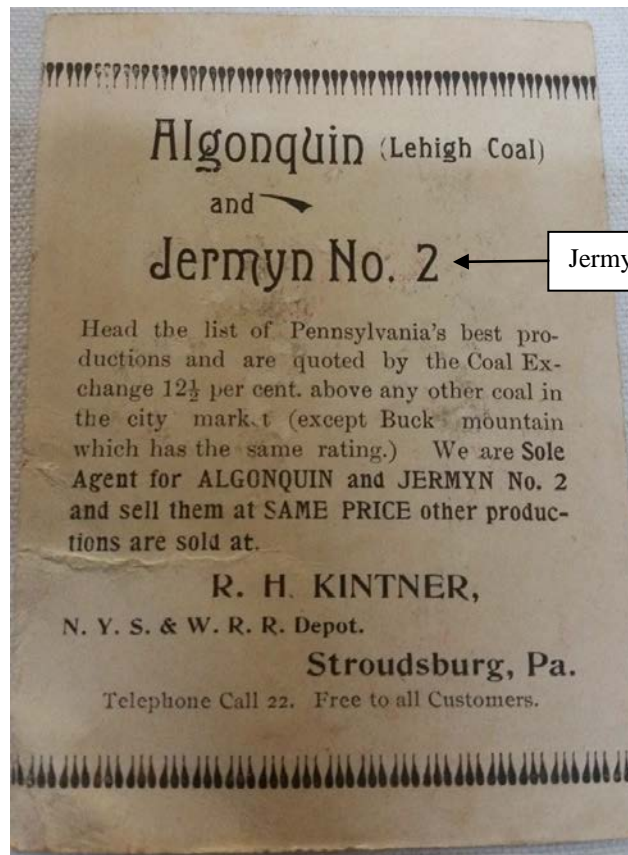 Algonquin (Lehigh Coal)
and
Jermyn No. 2
Jermy
Head the list of Pennsylvania's best pro-
ductions and are quoted by the Coal Ex-
change 12½ per cent. above any other coal in
the city market (except Buck mountain
which has the same rating.) We are Sole
Agent for ALGONQUIN and JERMYN No. 2
and sell them at SAME PRICE other produc-
tions are sold at.
R. H. KINTNER,
N. Y. S. & W. R. R. Depot.
Stroudsburg, Pa.
Telephone Call 22. Free to all Customers.